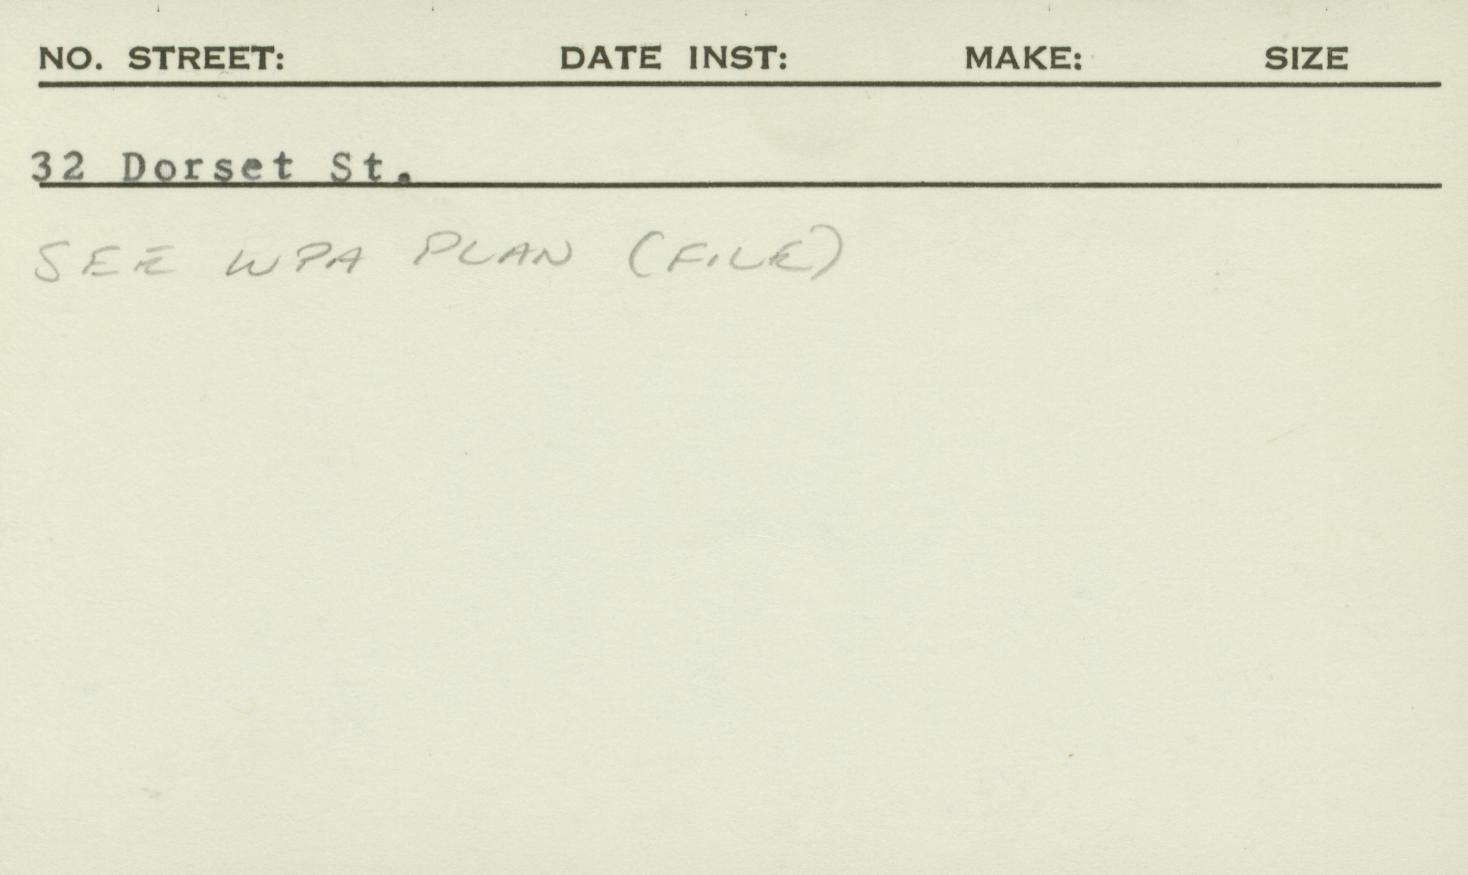 NO. STREET: DATE INST: MAKE: SIZE
32 Dorset St.
SEE WPA PLAN (FILE)